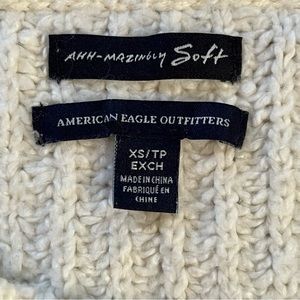 AHH-MAZINGLY Soft
AMERICAN EAGLE OUTFITTERS
XS/TP
EXCH
MADE IN CHINA
FABRIQUÉ EN
CHINE